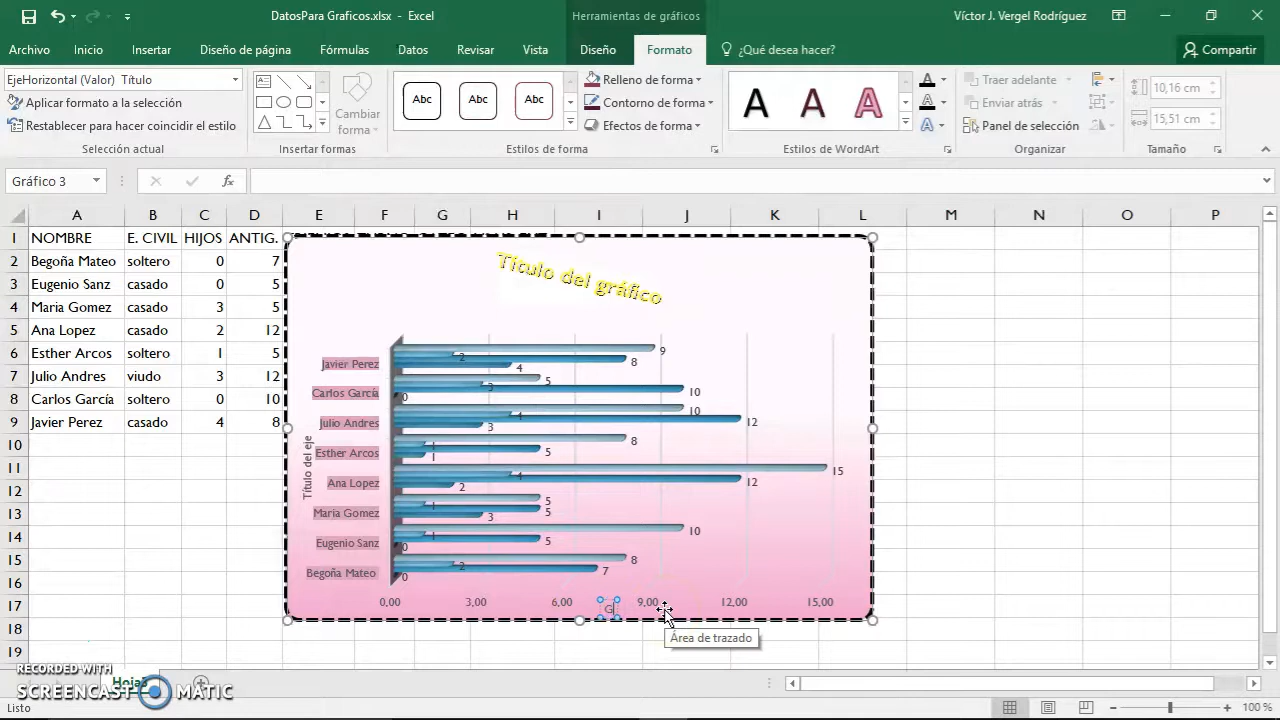 DatosPara Graficos.xlsx - Excel
Herramientas de gráficos
Víctor J. Vergel Rodríguez
Archivo Inicio Insertar Diseño de página Fórmulas Datos Revisar Vista Diseño Formato ¿Qué desea hacer? Compartir
EjeHorizontal (Valor) Título
Aplicar formato a la selección
Restablecer para hacer coincidir el estilo
Selección actual
Cambiar
forma
Insertar formas
Abc Abc Abc
Relleno de forma
Contorno de forma
Efectos de forma
Estilos de forma
A A A
Estilos de WordArt
Traer adelante
Enviar atrás
Panel de selección
Organizar
10,16 cm
15,51 cm
Tamaño
Gráfico 3
fx
A B C D E F G H I J K L M N O P
1 NOMBRE E. CIVIL HIJOS ANTIG.
2 Begoña Mateo soltero 0 7
3 Eugenio Sanz casado 0 5
4 Maria Gomez casado 3 5
5 Ana Lopez casado 2 12
6 Esther Arcos soltero 1 5
7 Julio Andres viudo 3 12
8 Carlos García soltero 0 10
9 Javier Perez casado 4 8
10
11
12
13
14
15
16
17
18
19
Título del gráfico
Título del eje
Javier Perez 9 2 8 4
Carlos García 5 3 10 0
Julio Andres 10 4 12 3
Esther Arcos 8 1 5 1
Ana Lopez 15 4 12 2
Maria Gomez 5 1 5 3
Eugenio Sanz 10 1 5 0
Begoña Mateo 8 2 7 0
0,00 3,00 6,00 9,00 12,00 15,00
G
Área de trazado
RECORDED WITH
SCREENCAST MATIC
Listo
100 %